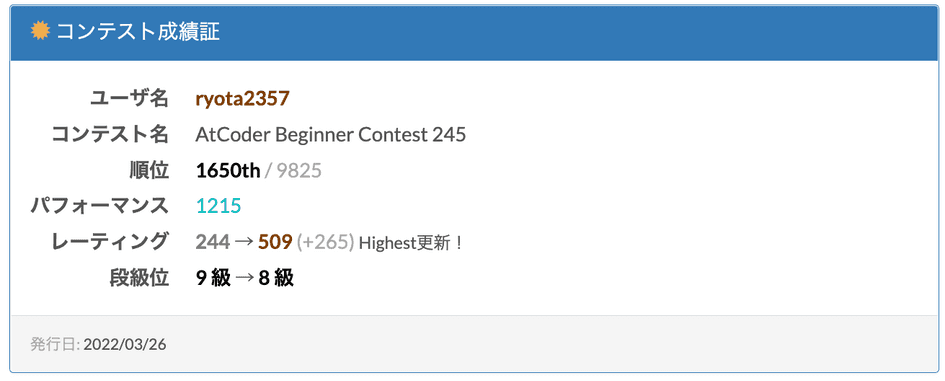 コンテスト成績証
ユーザ名 ryota2357
コンテスト名 AtCoder Beginner Contest 245
順位 1650th / 9825
パフォーマンス 1215
レーティング 244 → 509 (+265) Highest更新！
段級位 9 級 → 8 級
発行日: 2022/03/26